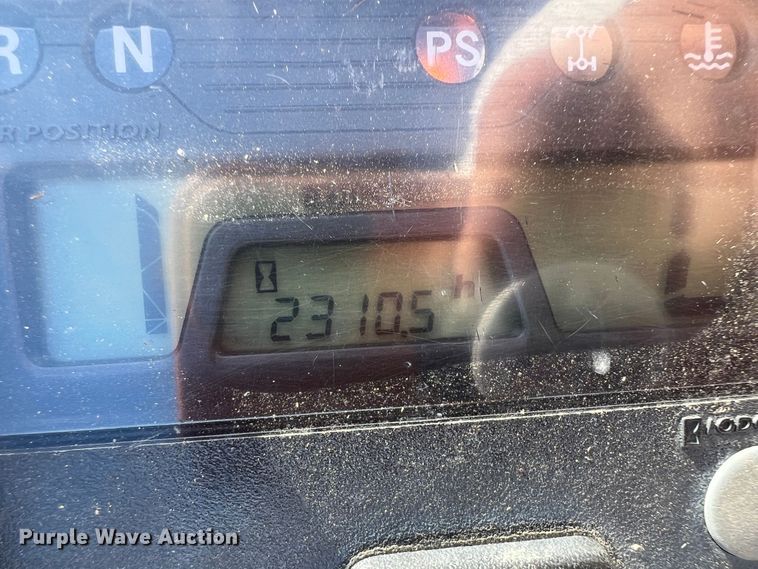 R N PS
R POSITION
2310.5 h
Purple Wave Auction